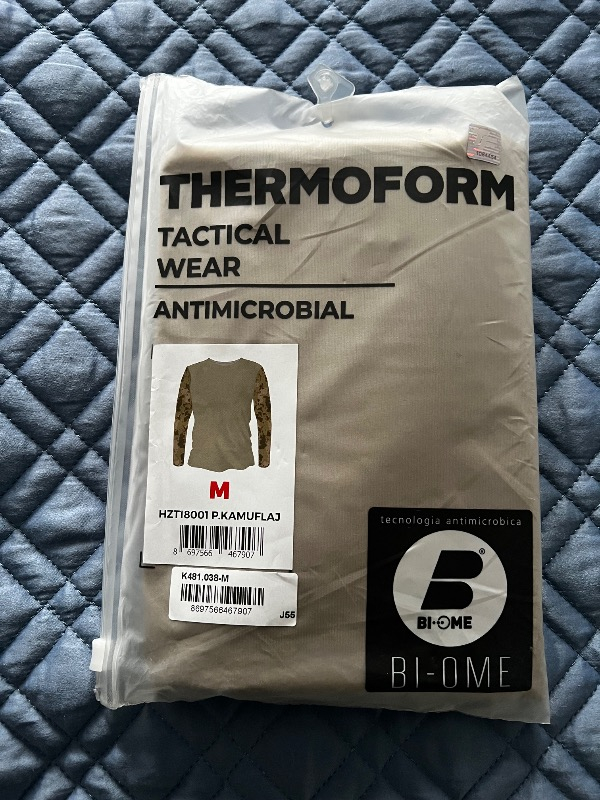 THERMOFORM
TACTICAL
WEAR
ANTIMICROBIAL
M
HZT18001 P.KAMUFLAJ
8 697566 467907
K481.038-M
8697566467907
J55
tecnologia antimicrobica
B®
BI-OME
BI-OME